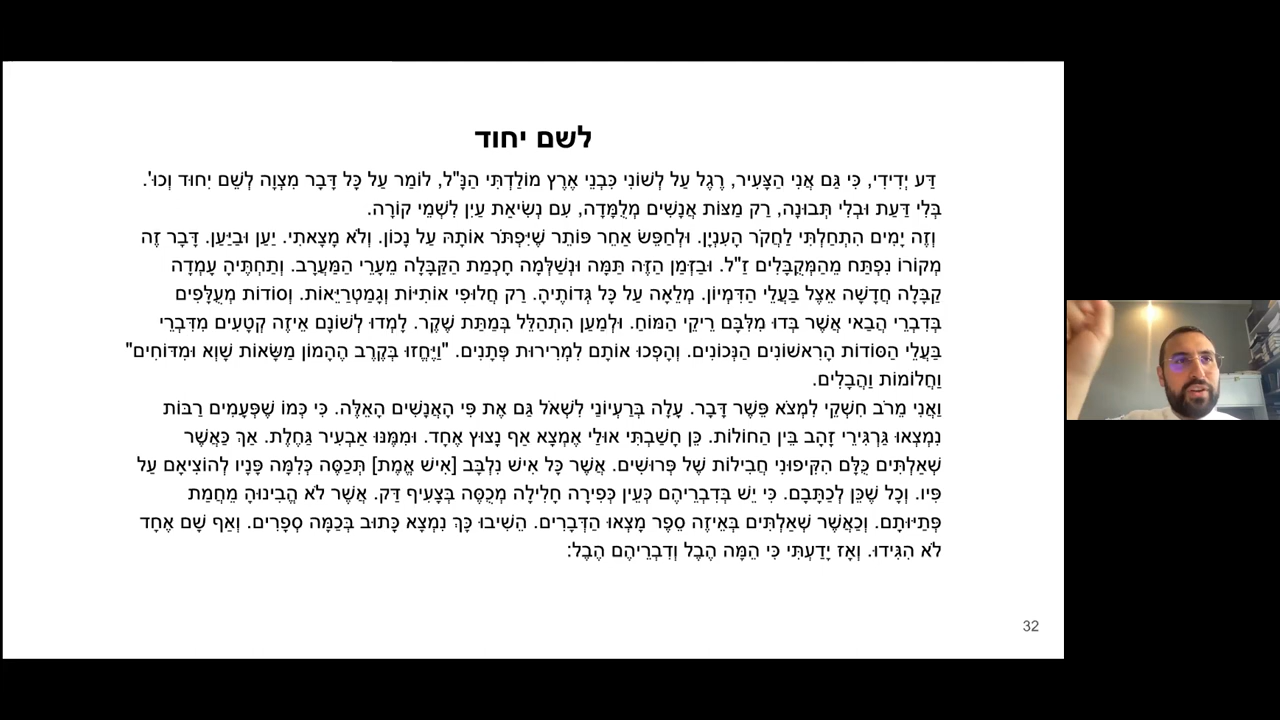 לשם יחוד
דַּע יְדִידִי, כִּי גַּם אֲנִי הַצָּעִיר, רָגַל עַל לְשׁוֹנִי כִּבְנֵי אֶרֶץ מוֹלַדְתִּי הַנַּ"ל, לוֹמַר עַל כָּל דָּבָר מִצְוָה לְשֵׁם יִחוּד וְכוּ'.
בְּלִי דַּעַת וּבְלִי תְּבוּנָה, רַק מַצּוֹת אֲנָשִׁים מְלֻמָּדָה, עִם נְשִׂיאַת עַיִן לִשְׁמֵי קוֹרָה.
וְזֶה יָמִים הִתְחַלְתִּי לַחֲקֹר הָעִנְיָן. וּלְחַפֵּשׂ אַחֵר פּוֹתֵר שֶׁיִּפְתֹּר אוֹתָהּ עַל נָכוֹן. וְלֹא מָצָאתִי. יַעַן וּבְיַעַן. דָּבָר זֶה
מְקוֹרוֹ נִפְתַּח מֵהַמְּקֻבָּלִים זַ"ל. וּבַזְּמַן הַזֶּה תַּמָּה וְנִשְׁלְמָה חָכְמַת הַקַּבָּלָה מֵעָרֵי הַמַּעֲרָב. וְתַחְתֶּיהָ עָמְדָה
קַבָּלָה חֲדָשָׁה אֵצֶל בַּעֲלֵי הַדִּמְיוֹן. מְלֵאָה עַל כָּל גְּדוֹתֶיהָ. רַק חֲלוּפֵי אוֹתִיּוֹת וְגַמַטְרִיָּאוֹת. וְסוֹדוֹת מְעֻלָּפִים
בְּדִבְרֵי הֲבַאי אֲשֶׁר בָּדוּ מִלִּבָּם רֵיקֵי הַמּוֹחַ. וּלְמַעַן הִתְהַלֵּל בְּמַתַּת שֶׁקֶר. לָמְדוּ לְשׁוֹנָם אֵיזֶה קְטָעִים מִדִּבְרֵי
בַּעֲלֵי הַסּוֹדוֹת הָרִאשׁוֹנִים הַנְּכוֹנִים. וְהָפְכוּ אוֹתָם לִמְרִירוּת פְּתָנִים. "וַיֶּחֱזוּ בְּקֶרֶב הֶהָמוֹן מַשָּׂאוֹת שָׁוְא וּמַדּוּחִים"
וַחֲלוֹמוֹת וַהֲבָלִים.
וַאֲנִי מֵרֹב חִשְׁקִי לִמְצֹא פֵּשֶׁר דָּבָר. עָלָה בְּרַעְיוֹנִי לִשְׁאֹל גַּם אֶת פִּי הָאֲנָשִׁים הָאֵלֶּה. כִּי כְּמוֹ שֶׁפְּעָמִים רַבּוֹת
נִמְצְאוּ גַּרְגִּירֵי זָהָב בֵּין הַחוֹלוֹת. כֵּן חָשַׁבְתִּי אוּלַי אֶמְצָא אַף נָצוּץ אֶחָד. וּמִמֶּנּוּ אַבְעִיר גַּחֶלֶת. אַךְ כַּאֲשֶׁר
שְׁאַלְתִּים כֻּלָּם הִקִּיפוּנִי חֲבִילוֹת שֶׁל פֵּרוּשִׁים. אֲשֶׁר כָּל אִישׁ נִלְבָּב [אִישׁ אֱמֶת] תְּכַסֶּה כְּלִמָּה פָּנָיו לְהוֹצִיאָם עַל
פִּיו. וְכָל שֶׁכֵּן לְכַתְּבָם. כִּי יֵשׁ בְּדִבְרֵיהֶם כְּעֵין כְּפִירָה חָלִילָה מְכֻסֶּה בְּצָעִיף דַּק. אֲשֶׁר לֹא הֱבִינוּהָ מֵחֲמַת
פְּתַיּוּתָם. וְכַאֲשֶׁר שְׁאַלְתִּים בְּאֵיזֶה סֵפֶר מָצְאוּ הַדְּבָרִים. הֵשִׁיבוּ כָּךְ נִמְצָא כָּתוּב בְּכַמָּה סְפָרִים. וְאַף שָׁם אֶחָד
לֹא הִגִּידוּ. וְאָז יָדַעְתִּי כִּי הֵמָּה הֶבֶל וְדִבְרֵיהֶם הֶבֶל:
32